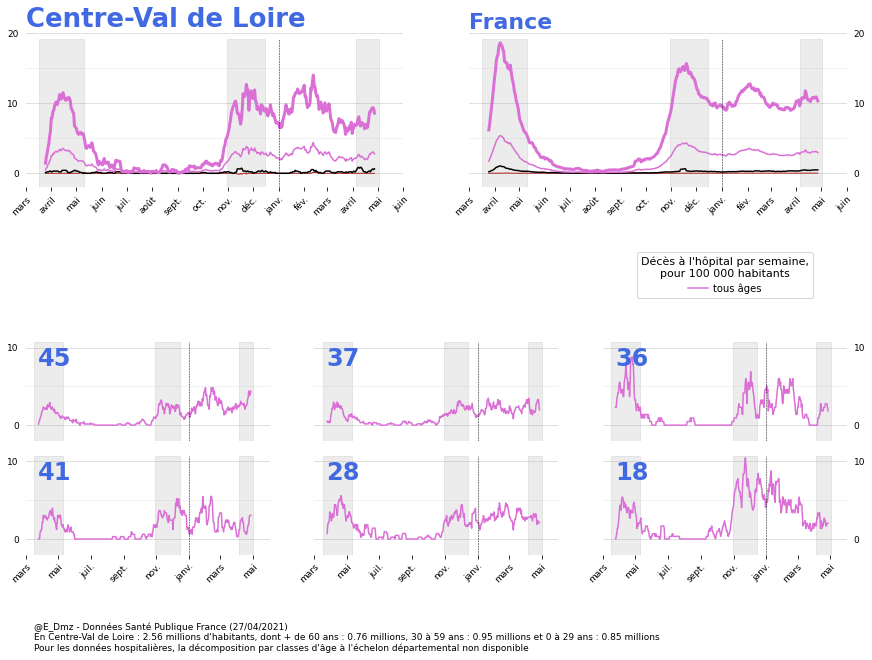 Centre-Val de Loire
France
20
10
0
20
10
0
mars avril mai juin juil. août sept. oct. nov. déc. janv. fév. mars avril mai juin
mars avril mai juin juil. août sept. oct. nov. déc. janv. fév. mars avril mai juin
Décès à l'hôpital par semaine,
pour 100 000 habitants
tous âges
10
0
45
37
36
10
0
10
0
41
28
18
10
0
mars mai juil. sept. nov. janv. mars mai
mars mai juil. sept. nov. janv. mars mai
mars mai juil. sept. nov. janv. mars mai
@E_Dmz - Données Santé Publique France (27/04/2021)
En Centre-Val de Loire : 2.56 millions d'habitants, dont + de 60 ans : 0.76 millions, 30 à 59 ans : 0.95 millions et 0 à 29 ans : 0.85 millions
Pour les données hospitalières, la décomposition par classes d'âge à l'échelon départemental non disponible